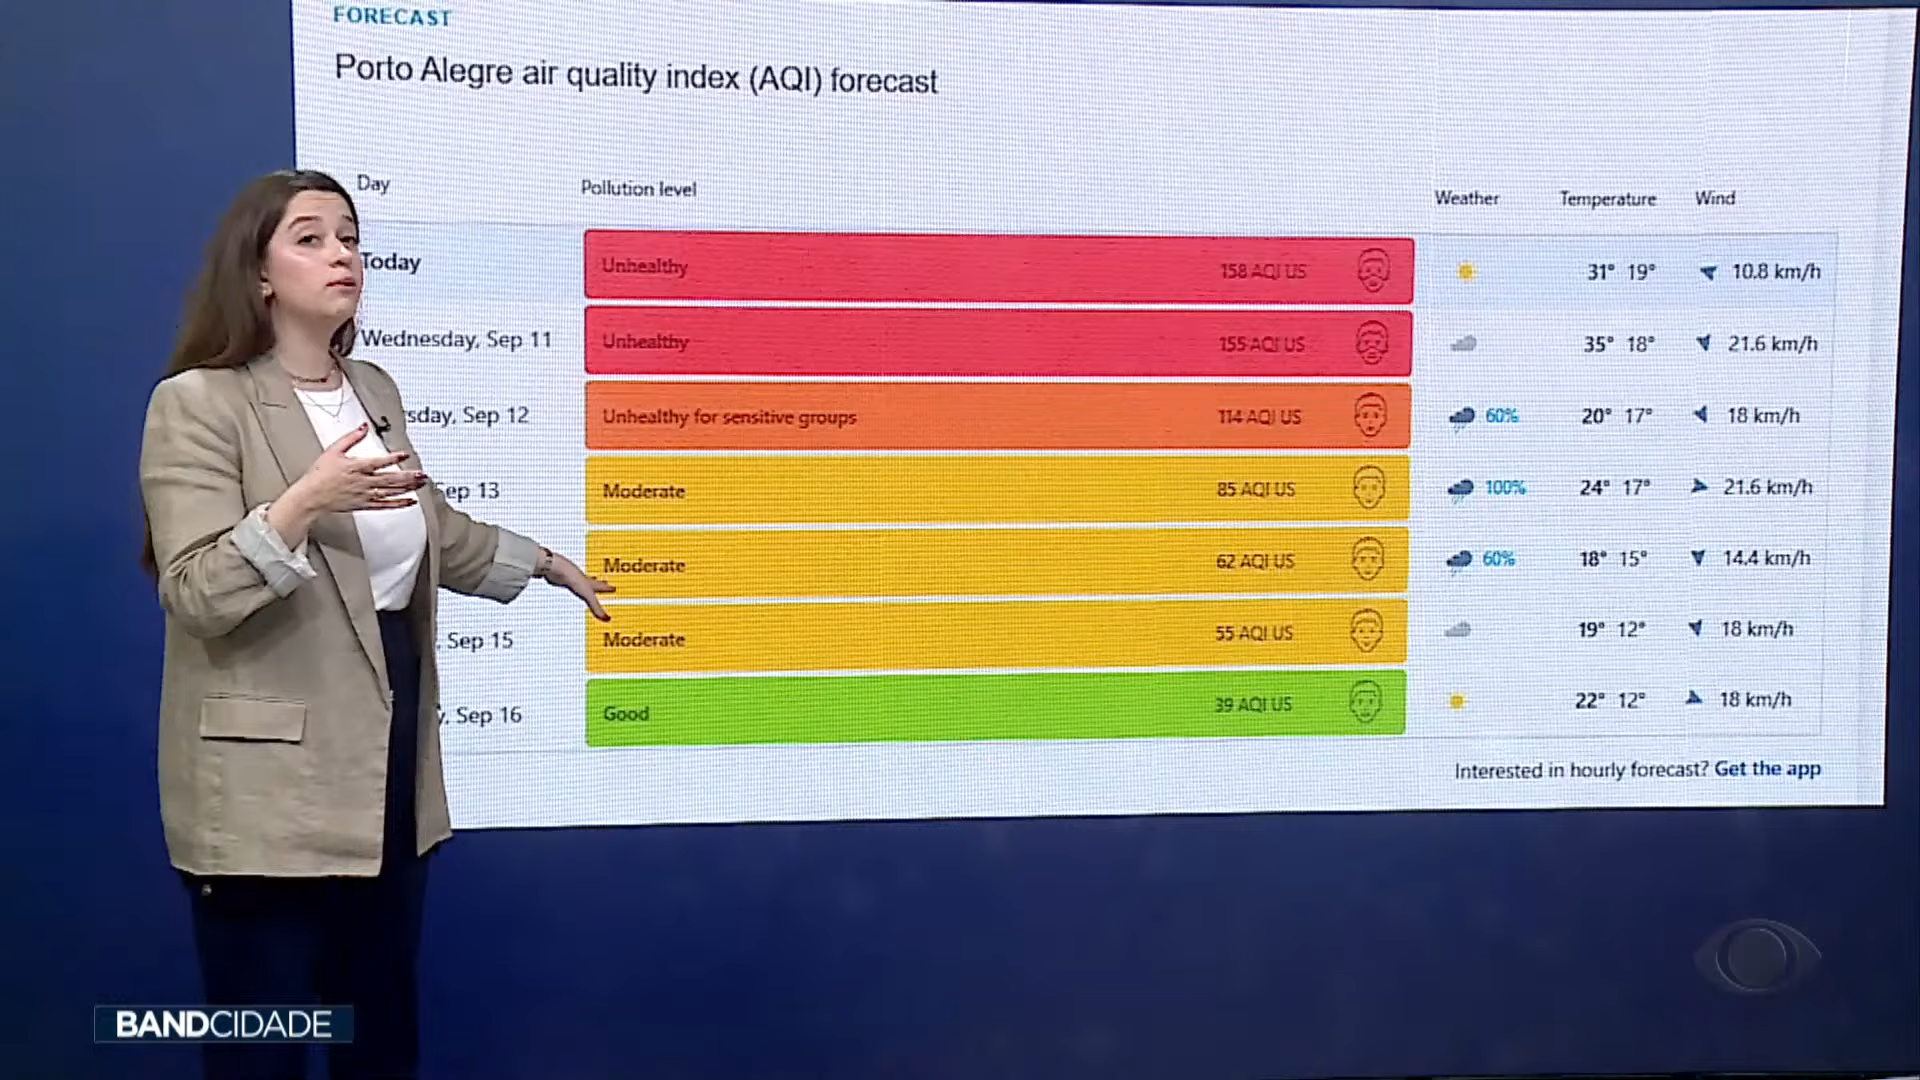 FORECAST
Porto Alegre air quality index (AQI) forecast
Day Pollution level Weather Temperature Wind
Today Unhealthy 158 AQI US 31° 19° 10.8 km/h
Wednesday, Sep 11 Unhealthy 155 AQI US 35° 18° 21.6 km/h
sday, Sep 12 Unhealthy for sensitive groups 114 AQI US 60% 20° 17° 18 km/h
Sep 13 Moderate 85 AQI US 100% 24° 17° 21.6 km/h
Moderate 62 AQI US 60% 18° 15° 14.4 km/h
, Sep 15 Moderate 55 AQI US 19° 12° 18 km/h
y, Sep 16 Good 39 AQI US 22° 12° 18 km/h
Interested in hourly forecast? Get the app
BANDCIDADE